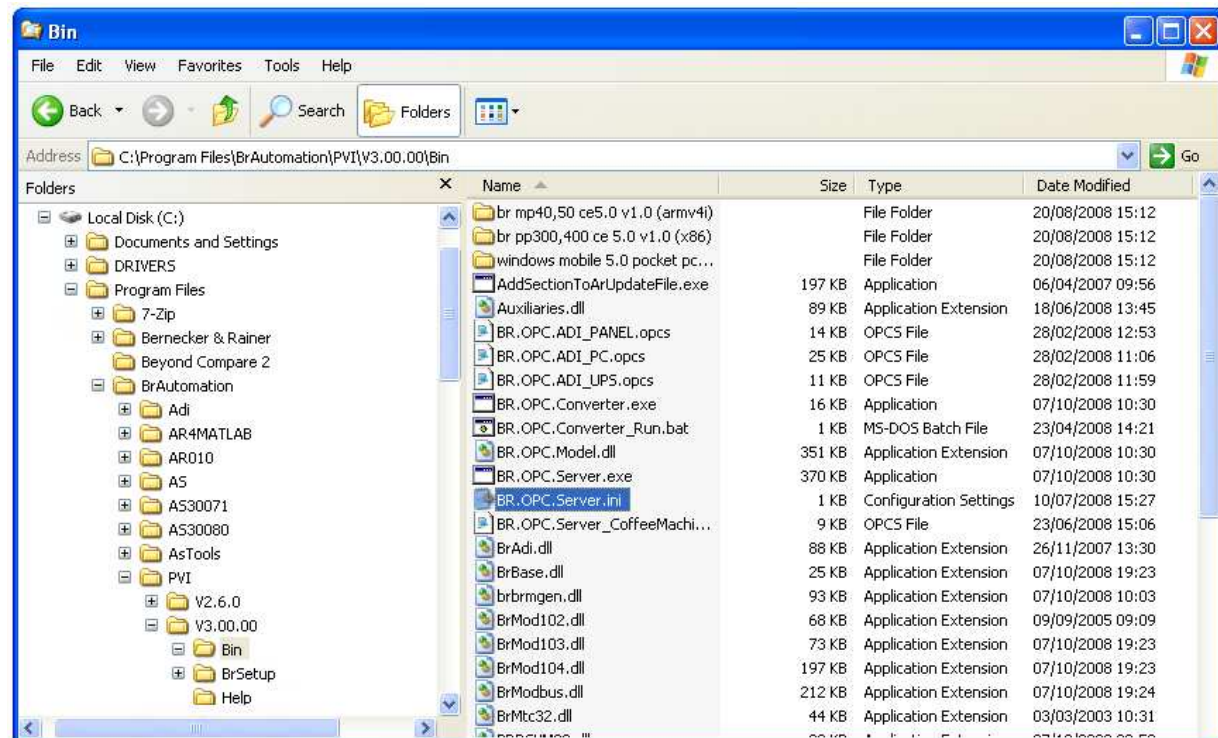 Bin
File Edit View Favorites Tools Help
Back Search Folders
Address C:\Program Files\BrAutomation\PVI\V3.00.00\Bin Go
Folders
Local Disk (C:)
Documents and Settings
DRIVERS
Program Files
7-Zip
Bernecker & Rainer
Beyond Compare 2
BrAutomation
Adi
AR4MATLAB
AR010
AS
AS30071
AS30080
AsTools
PVI
V2.6.0
V3.00.00
Bin
BrSetup
Help
Name Size Type Date Modified
br mp40,50 ce5.0 v1.0 (armv4i) File Folder 20/08/2008 15:12
br pp300,400 ce 5.0 v1.0 (x86) File Folder 20/08/2008 15:12
windows mobile 5.0 pocket pc... File Folder 20/08/2008 15:12
AddSectionToArUpdateFile.exe 197 KB Application 06/04/2007 09:56
Auxiliaries.dll 89 KB Application Extension 18/06/2008 13:45
BR.OPC.ADI_PANEL.opcs 14 KB OPCS File 28/02/2008 12:53
BR.OPC.ADI_PC.opcs 25 KB OPCS File 28/02/2008 11:06
BR.OPC.ADI_UPS.opcs 11 KB OPCS File 28/02/2008 11:59
BR.OPC.Converter.exe 16 KB Application 07/10/2008 10:30
BR.OPC.Converter_Run.bat 1 KB MS-DOS Batch File 23/04/2008 14:21
BR.OPC.Model.dll 351 KB Application Extension 07/10/2008 10:30
BR.OPC.Server.exe 370 KB Application 07/10/2008 10:30
BR.OPC.Server.ini 1 KB Configuration Settings 10/07/2008 15:27
BR.OPC.Server_CoffeeMachi... 9 KB OPCS File 23/06/2008 15:06
BrAdi.dll 88 KB Application Extension 26/11/2007 13:30
BrBase.dll 25 KB Application Extension 07/10/2008 19:23
brbrmgen.dll 93 KB Application Extension 07/10/2008 10:03
BrMod102.dll 68 KB Application Extension 09/09/2005 09:09
BrMod103.dll 73 KB Application Extension 07/10/2008 19:23
BrMod104.dll 197 KB Application Extension 07/10/2008 19:23
BrModbus.dll 212 KB Application Extension 07/10/2008 19:24
BrMtc32.dll 44 KB Application Extension 03/03/2003 10:31